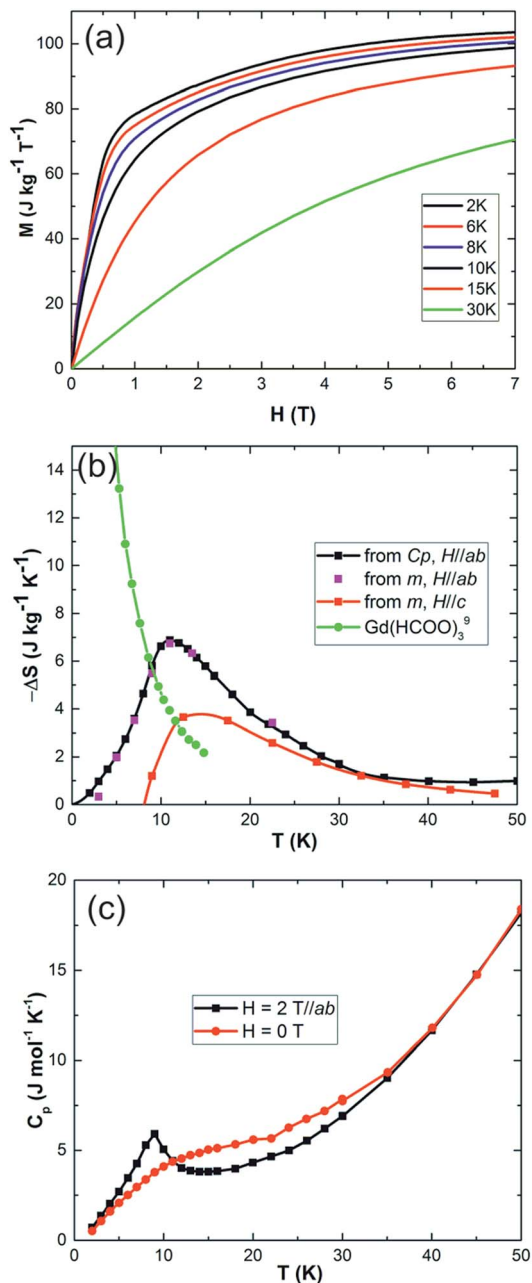 (a)
M (J kg⁻¹ T⁻¹)
100
80
60
40
20
0
2K
6K
8K
10K
15K
30K
0 1 2 3 4 5 6 7
H (T)
(b)
−ΔS (J kg⁻¹ K⁻¹)
14
12
10
8
6
4
2
0
from Cp, H//ab
from m, H//ab
from m, H//c
Gd(HCOO)₃⁹
0 10 20 30 40 50
T (K)
(c)
Cₚ (J mol⁻¹ K⁻¹)
20
15
10
5
0
H = 2 T//ab
H = 0 T
0 10 20 30 40 50
T (K)